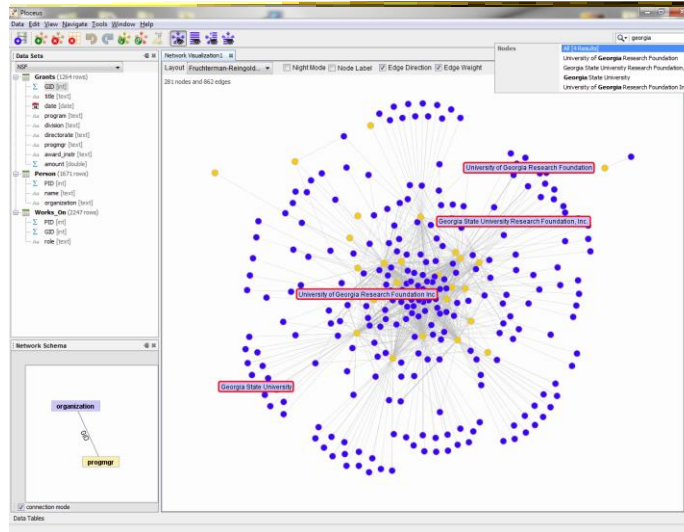 Ploceus
Data Edit View Navigate Tools Window Help
georgia
Nodes
All [4 Results]
University of Georgia Research Foundation
Georgia State University Research Foundation,
Georgia State University
University of Georgia Research Foundation Inc
Data Sets
NSF
Grants (1264 rows)
GID [int]
title [text]
date [date]
program [text]
division [text]
directorate [text]
progmgr [text]
award_instr [text]
amount [double]
Person (1671 rows)
PID [int]
name [text]
organization [text]
Works_On (2247 rows)
PID [int]
GID [int]
role [text]
Network Visualization1
Layout Fruchterman-Reingold... Night Mode Node Label Edge Direction Edge Weight
281 nodes and 862 edges
University of Georgia Research Foundation
Georgia State University Research Foundation, Inc.
University of Georgia Research Foundation Inc
Georgia State University
Network Schema
organization
GID
progmgr
connection mode
Data Tables